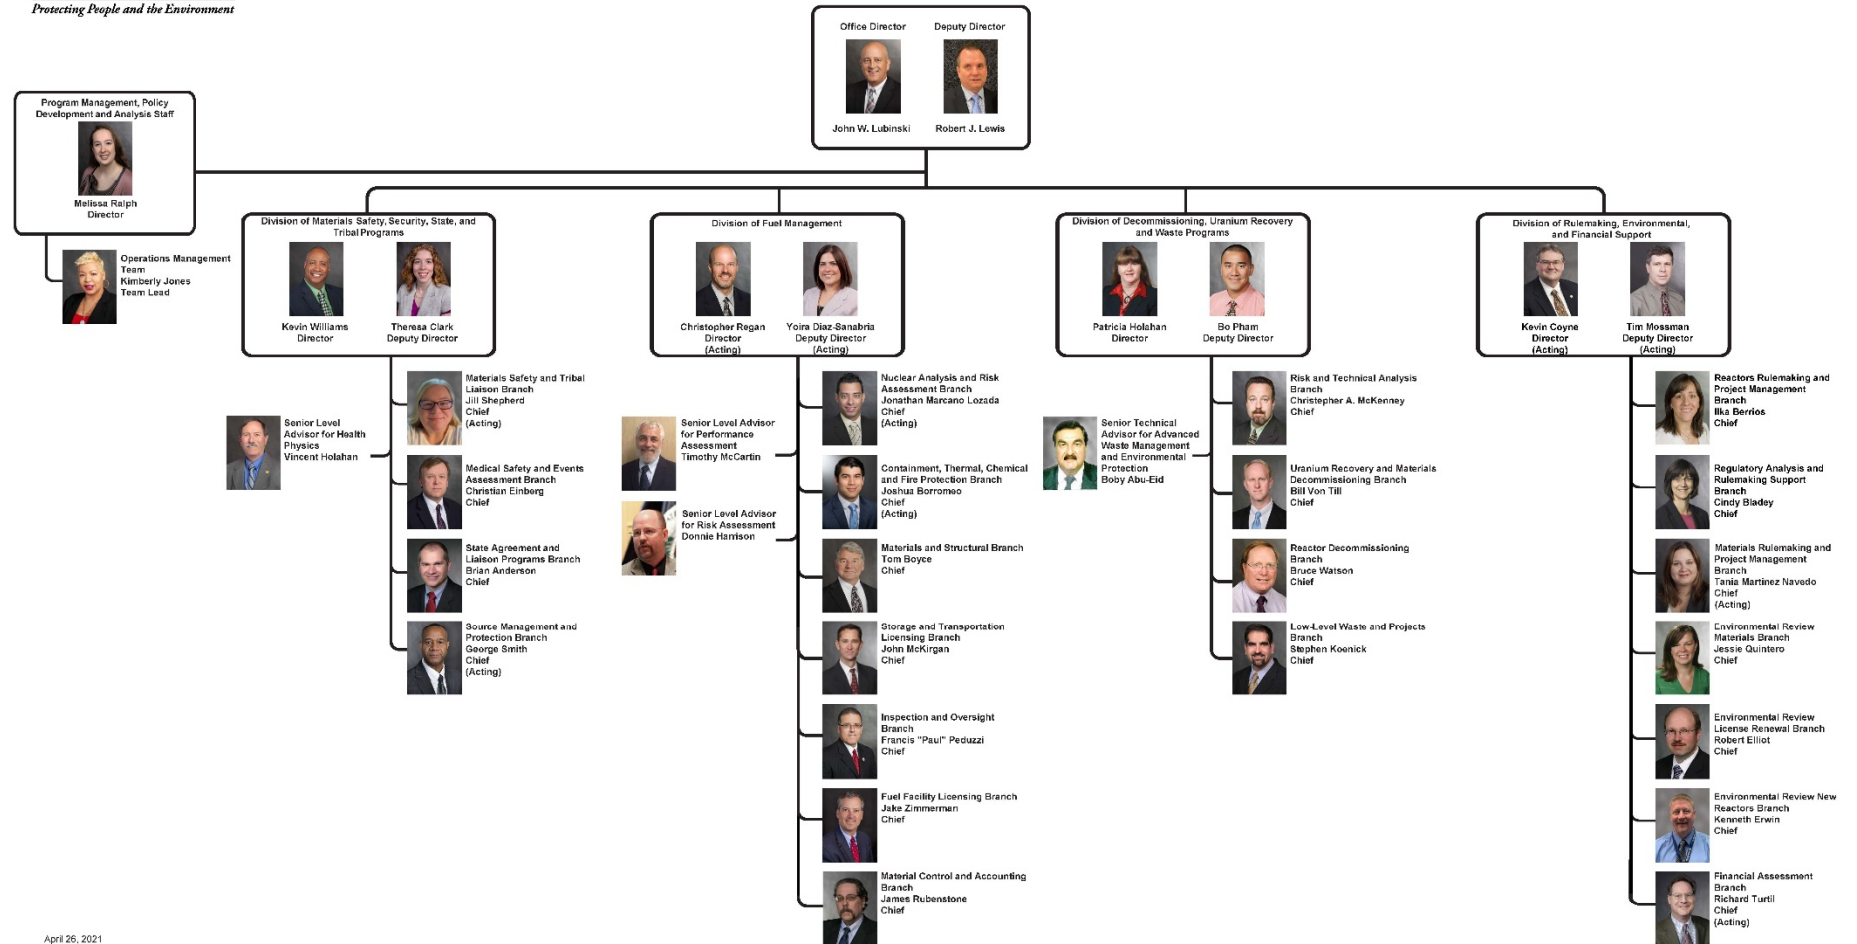 Protecting People and the Environment
Office Director
Deputy Director
John W. Lubinski
Robert J. Lewis
Program Management, Policy
Development and Analysis Staff
Melissa Ralph
Director
Operations Management
Team
Kimberly Jones
Team Lead
Division of Materials Safety, Security, State, and
Tribal Programs
Kevin Williams
Director
Theresa Clark
Deputy Director
Senior Level
Advisor for Health
Physics
Vincent Holahan
Materials Safety and Tribal
Liaison Branch
Jill Shepherd
Chief
(Acting)
Medical Safety and Events
Assessment Branch
Christian Einberg
Chief
State Agreement and
Liaison Programs Branch
Brian Anderson
Chief
Source Management and
Protection Branch
George Smith
Chief
(Acting)
Division of Fuel Management
Christopher Regan
Director
(Acting)
Yoira Diaz-Sanabria
Deputy Director
(Acting)
Senior Level Advisor
for Performance
Assessment
Timothy McCartin
Senior Level Advisor
for Risk Assessment
Donnie Harrison
Nuclear Analysis and Risk
Assessment Branch
Jonathan Marcano Lozada
Chief
(Acting)
Containment, Thermal, Chemical
and Fire Protection Branch
Joshua Borromeo
Chief
(Acting)
Materials and Structural Branch
Tom Boyce
Chief
Storage and Transportation
Licensing Branch
John McKirgan
Chief
Inspection and Oversight
Branch
Francis "Paul" Peduzzi
Chief
Fuel Facility Licensing Branch
Jake Zimmerman
Chief
Material Control and Accounting
Branch
James Rubenstone
Chief
Division of Decommissioning, Uranium Recovery
and Waste Programs
Patricia Holahan
Director
Bo Pham
Deputy Director
Senior Technical
Advisor for Advanced
Waste Management
and Environmental
Protection
Boby Abu-Eid
Risk and Technical Analysis
Branch
Christopher A. McKenney
Chief
Uranium Recovery and Materials
Decommissioning Branch
Bill Von Till
Chief
Reactor Decommissioning
Branch
Bruce Watson
Chief
Low-Level Waste and Projects
Branch
Stephen Koenick
Chief
Division of Rulemaking, Environmental,
and Financial Support
Kevin Coyne
Director
(Acting)
Tim Mossman
Deputy Director
(Acting)
Reactors Rulemaking and
Project Management
Branch
Ilka Berrios
Chief
Regulatory Analysis and
Rulemaking Support
Branch
Cindy Bladey
Chief
Materials Rulemaking and
Project Management
Branch
Tania Martinez Navedo
Chief
(Acting)
Environmental Review
Materials Branch
Jessie Quintero
Chief
Environmental Review
License Renewal Branch
Robert Elliot
Chief
Environmental Review New
Reactors Branch
Kenneth Erwin
Chief
Financial Assessment
Branch
Richard Turtil
Chief
(Acting)
April 26, 2021